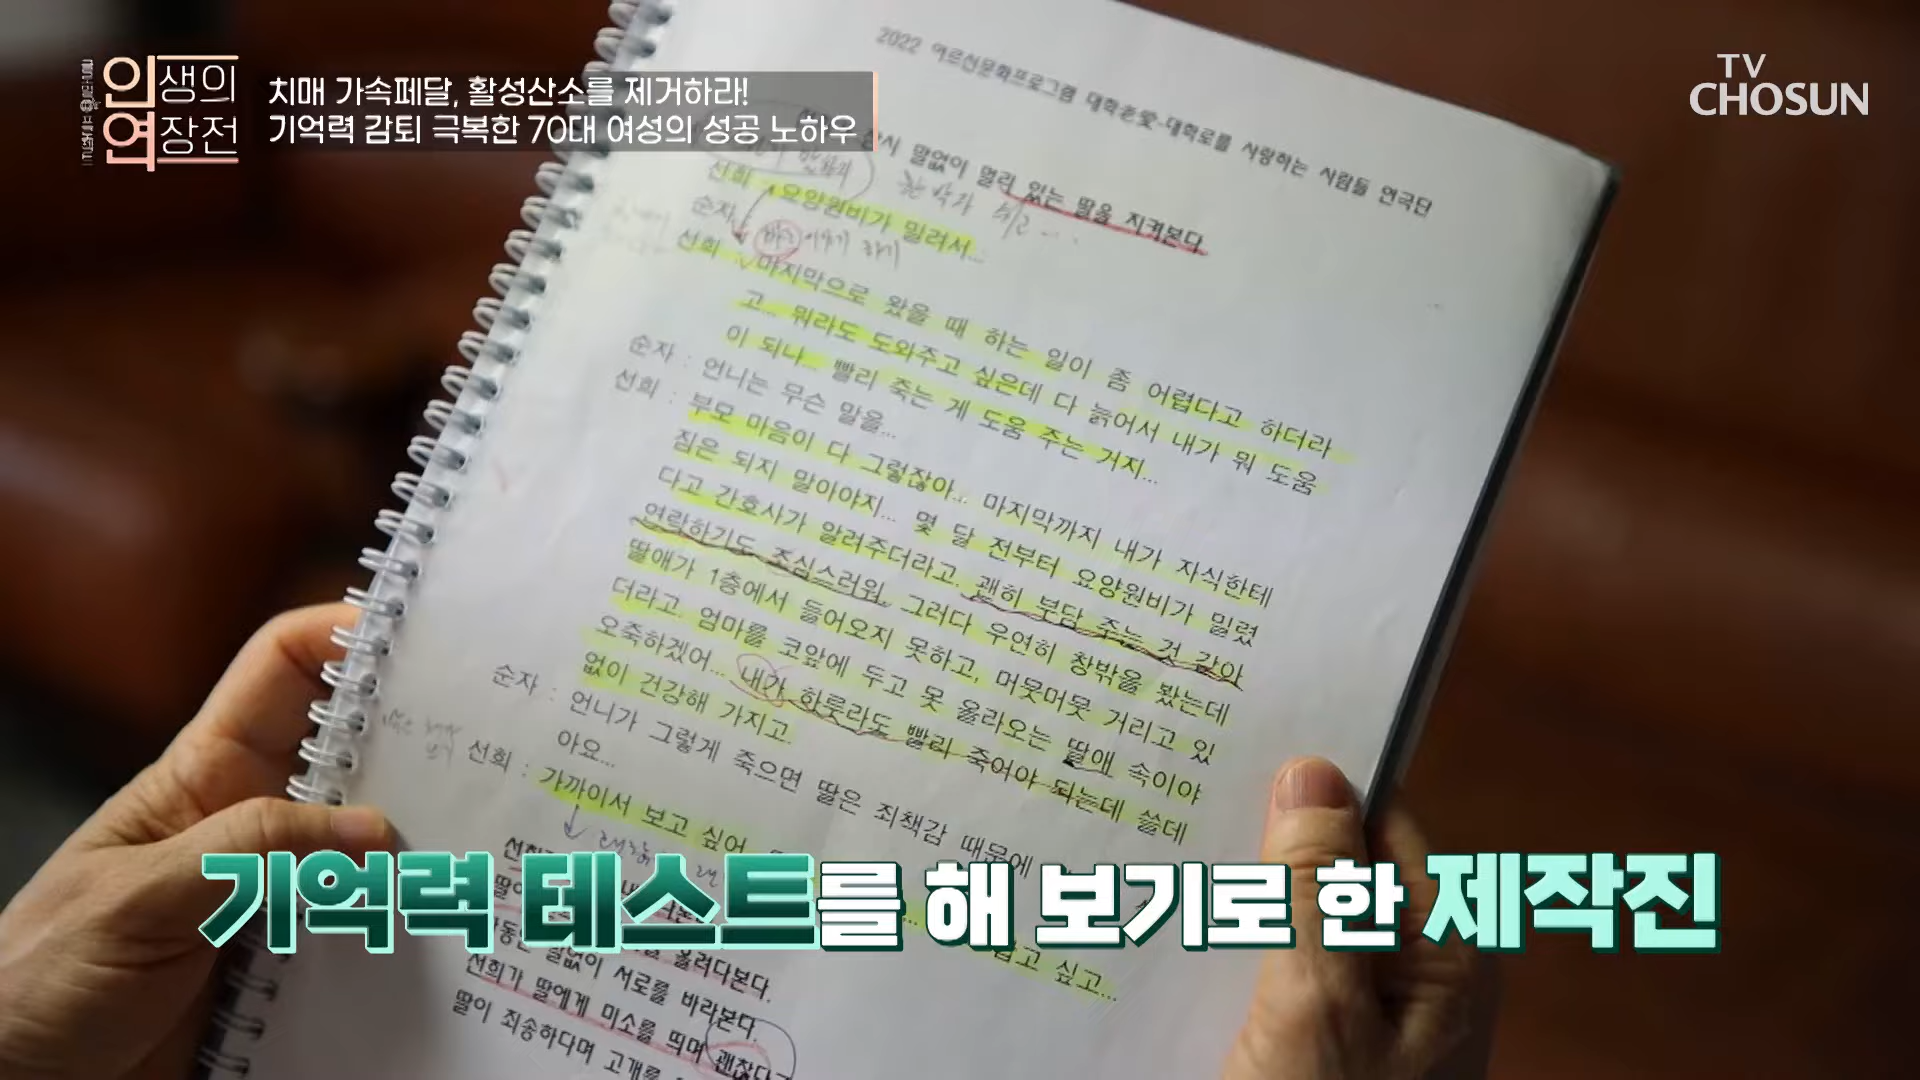 인생의
연장전
치매 가속페달, 활성산소를 제거하라!
기억력 감퇴 극복한 70대 여성의 성공 노하우
TV
CHOSUN
2022 어르신문화프로그램 대학老愛-대학로를 사랑하는 사람들 연극단
말없이 멀리 있는 딸을 지켜본다.
선희 : 요양원비가 밀려서...
순자
선희 : 마지막으로 왔을 때 하는 일이 좀 어렵다고 하더라
고... 뭐라도 도와주고 싶은데 다 늙어서 내가 뭐 도움
이 되나... 빨리 죽는 게 도움 주는 거지...
순자 : 언니는 무슨 말을...
선희 : 부모 마음이 다 그렇잖아... 마지막까지 내가 자식한테
짐은 되지 말아야지... 몇 달 전부터 요양원비가 밀렸
다고 간호사가 알려주더라고. 괜히 부담 주는 것 같아
연락하기도 조심스러워. 그러다 우연히 창밖을 봤는데
딸애가 1층에서 들어오지 못하고, 머뭇머뭇 거리고 있
더라고. 엄마를 코앞에 두고 못 올라오는 딸애 속이야
오죽하겠어... 내가 하룻라도 빨리 죽어야 되는데 쓸데
없이 건강해 가지고.
순자 : 언니가 그렇게 죽으면 딸은 죄책감 때문에
아요...
선희 : 가까이서 보고 싶어
싶고...
기억력 테스트를 해 보기로 한 제작진
올려다본다.
말없이 서로를 바라본다.
선희가 딸에게 미소를 띄며 괜찮다
딸이 죄송하다며 고개를